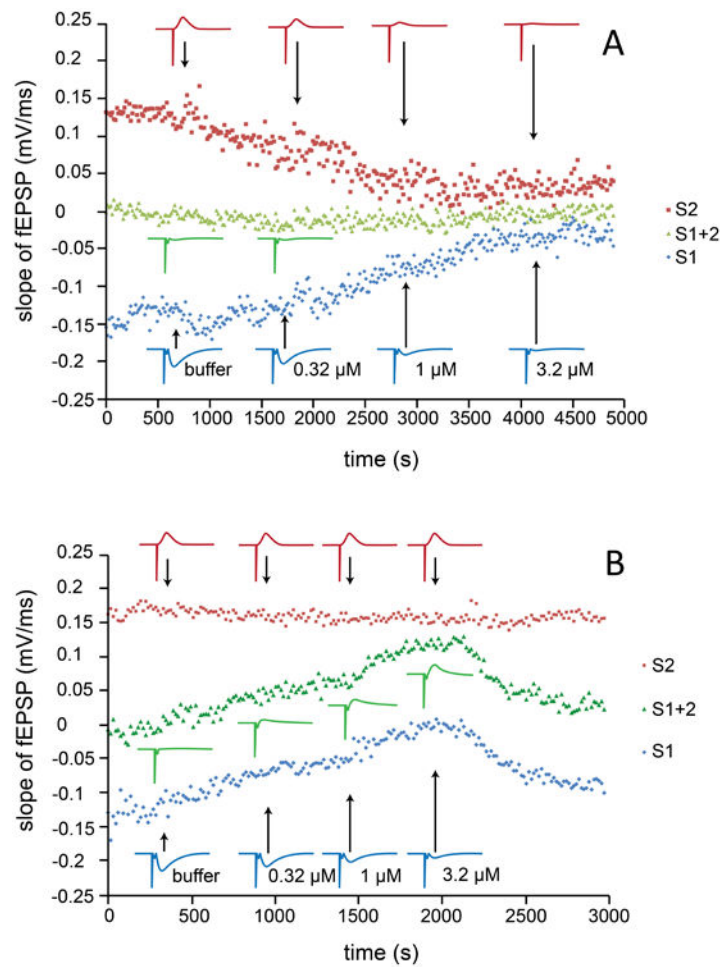 A
0.25
0.2
0.15
0.1
0.05
0
-0.05
-0.1
-0.15
-0.2
-0.25
slope of fEPSP (mV/ms)
buffer 0.32 µM 1 µM 3.2 µM
S2
S1+2
S1
0 500 1000 1500 2000 2500 3000 3500 4000 4500 5000
time (s)
B
0.25
0.2
0.15
0.1
0.05
0
-0.05
-0.1
-0.15
-0.2
-0.25
slope of fEPSP (mV/ms)
buffer 0.32 µM 1 µM 3.2 µM
S2
S1+2
S1
0 500 1000 1500 2000 2500 3000
time (s)